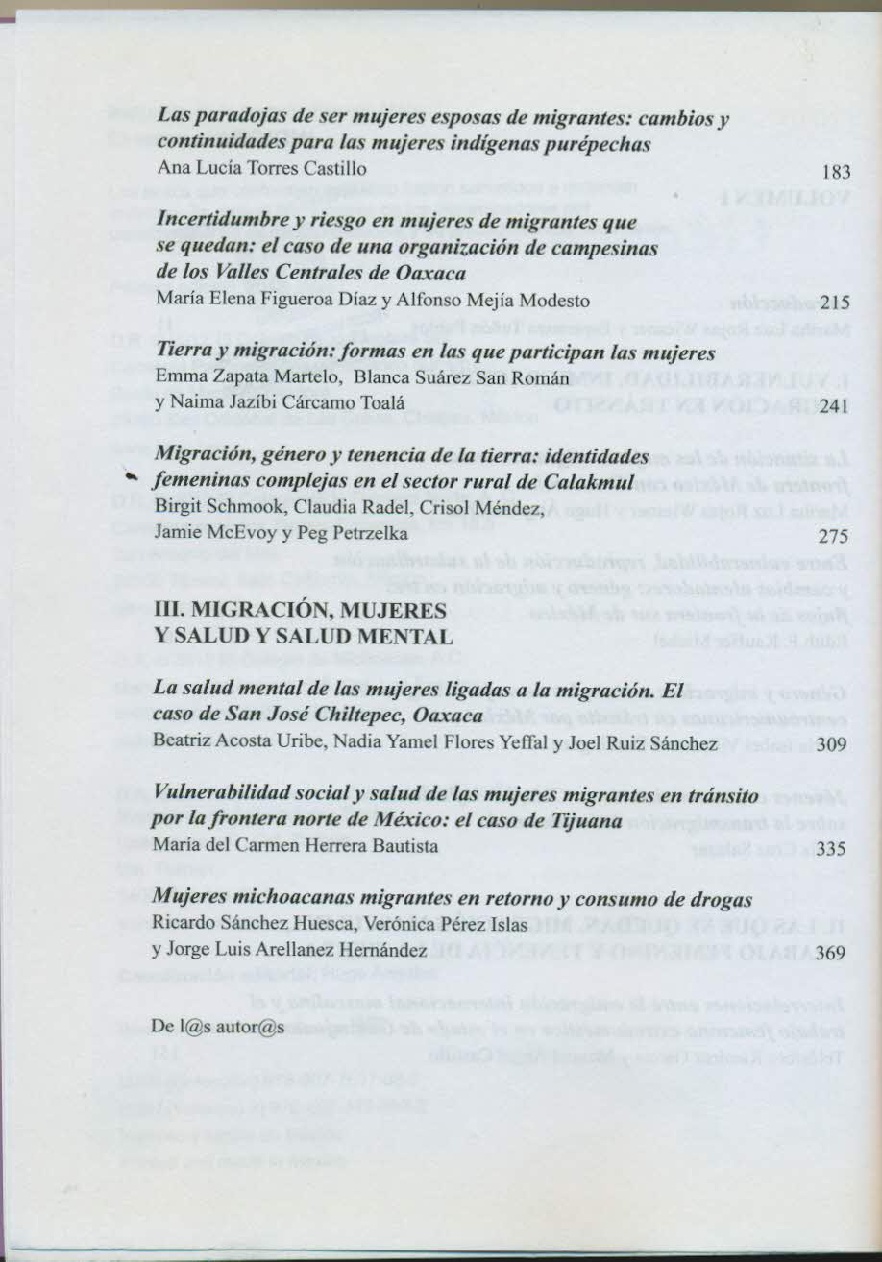 Las paradojas de ser mujeres esposas de migrantes: cambios y
continuidades para las mujeres indígenas purépechas
Ana Lucía Torres Castillo 183
Incertidumbre y riesgo en mujeres de migrantes que
se quedan: el caso de una organización de campesinas
de los Valles Centrales de Oaxaca
María Elena Figueroa Díaz y Alfonso Mejía Modesto 215
Tierra y migración: formas en las que participan las mujeres
Emma Zapata Martelo, Blanca Suárez San Román
y Naima Jazíbi Cárcamo Toalá 241
Migración, género y tenencia de la tierra: identidades
femeninas complejas en el sector rural de Calakmul
Birgit Schmook, Claudia Radel, Crisol Méndez,
Jamie McEvoy y Peg Petrzelka 275
III. MIGRACIÓN, MUJERES
Y SALUD Y SALUD MENTAL
La salud mental de las mujeres ligadas a la migración. El
caso de San José Chiltepec, Oaxaca
Beatriz Acosta Uribe, Nadia Yamel Flores Yeffal y Joel Ruiz Sánchez 309
Vulnerabilidad social y salud de las mujeres migrantes en tránsito
por la frontera norte de México: el caso de Tijuana
María del Carmen Herrera Bautista 335
Mujeres michoacanas migrantes en retorno y consumo de drogas
Ricardo Sánchez Huesca, Verónica Pérez Islas
y Jorge Luis Arellanez Hernández 369
De l@s autor@s